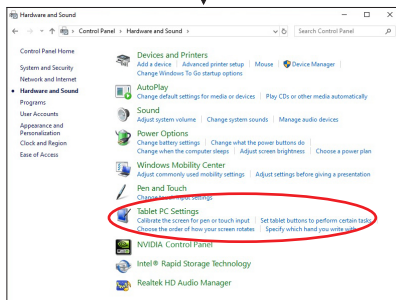 Hardware and Sound
Control Panel > Hardware and Sound >
Search Control Panel
Control Panel Home
System and Security
Network and Internet
Hardware and Sound
Programs
User Accounts
Appearance and
Personalization
Clock and Region
Ease of Access
Devices and Printers
Add a device | Advanced printer setup | Mouse | Device Manager |
Change Windows To Go startup options
AutoPlay
Change default settings for media or devices | Play CDs or other media automatically
Sound
Adjust system volume | Change system sounds | Manage audio devices
Power Options
Change battery settings | Change what the power buttons do |
Change when the computer sleeps | Adjust screen brightness | Choose a power plan
Windows Mobility Center
Adjust commonly used mobility settings | Adjust settings before giving a presentation
Pen and Touch
Change touch input settings
Tablet PC Settings
Calibrate the screen for pen or touch input | Set tablet buttons to perform certain tasks
Choose the order of how your screen rotates | Specify which hand you write with
NVIDIA Control Panel
Intel® Rapid Storage Technology
Realtek HD Audio Manager